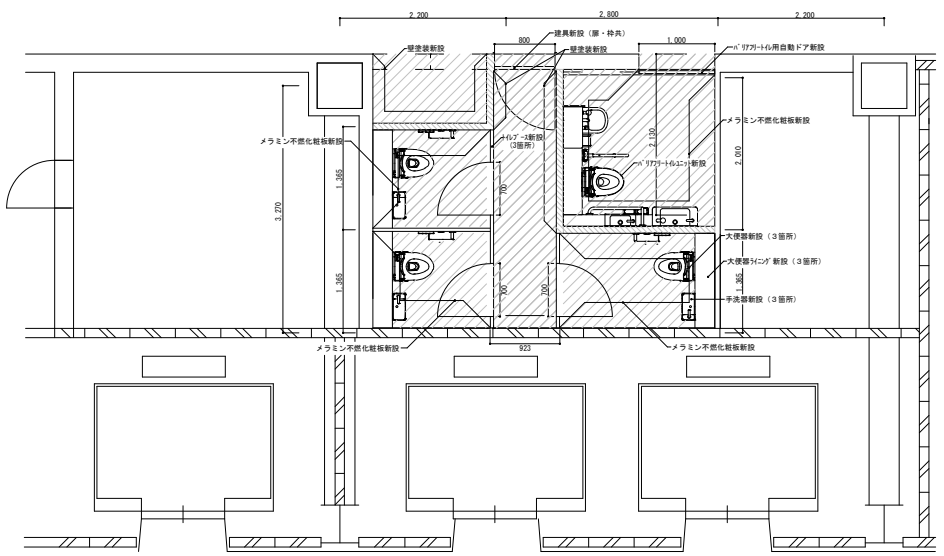 2,200
2,800
2,200
建具新設（扉・枠共）
壁塗装新設
800
壁塗装新設
1,000
バリアフリートイレ用自動ドア新設
トイレブース新設
（3箇所）
メラミン不燃化粧板新設
メラミン不燃化粧板新設
2,130
2,010
1,365
3,270
700
バリアフリートイレユニット新設
大便器新設（３箇所）
大便器ライニング新設（３箇所）
1,365
1,365
700
700
手洗器新設（３箇所）
メラミン不燃化粧板新設
923
メラミン不燃化粧板新設